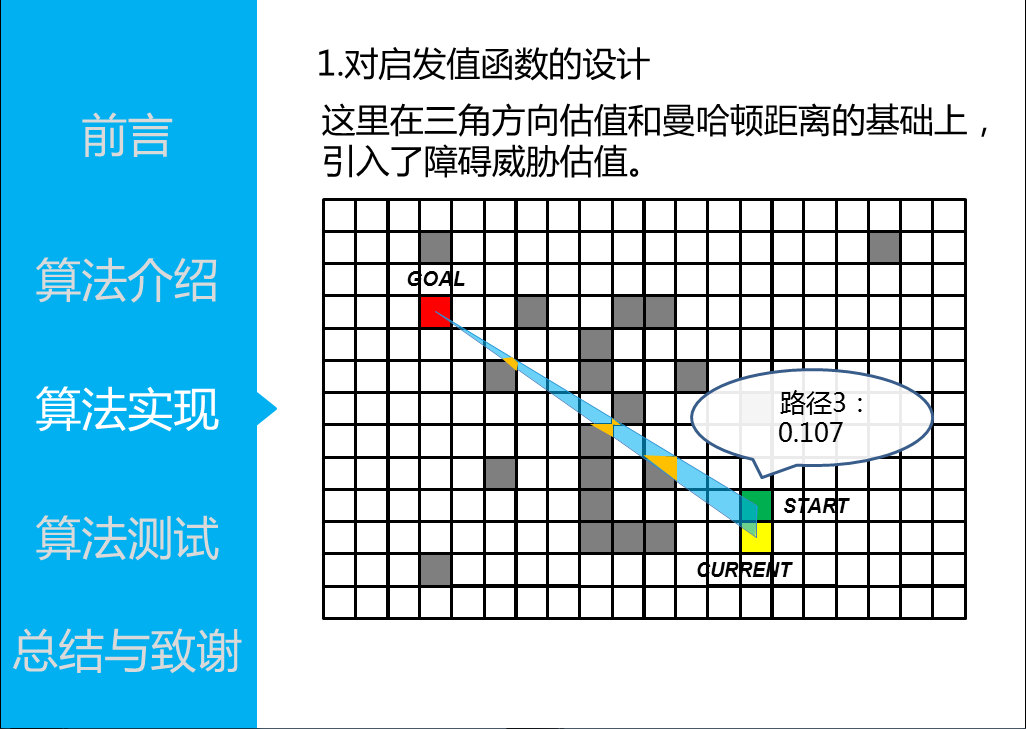 前言
算法介绍
算法实现
算法测试
总结与致谢
1.对启发值函数的设计
这里在三角方向估值和曼哈顿距离的基础上，
引入了障碍威胁估值。
GOAL
路径3：
0.107
START
CURRENT